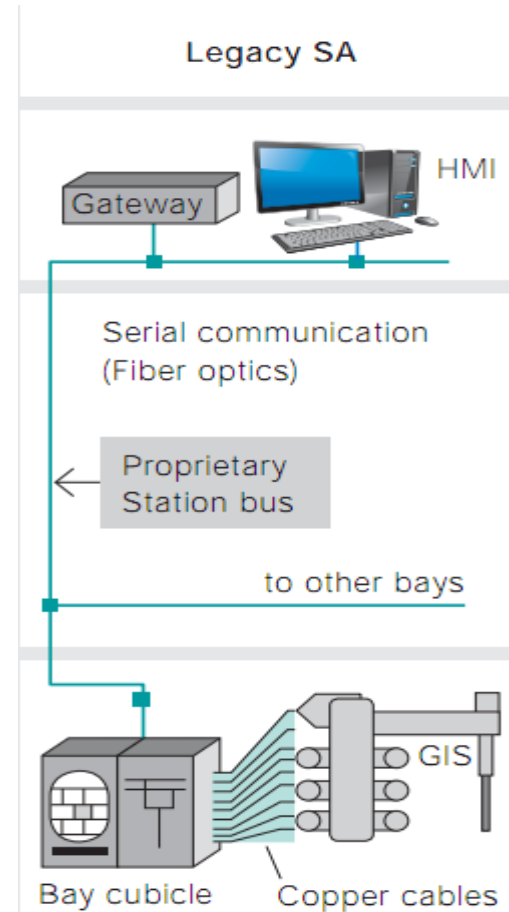 Legacy SA
HMI
Gateway
Serial communication
(Fiber optics)
Proprietary
Station bus
to other bays
GIS
Bay cubicle
Copper cables